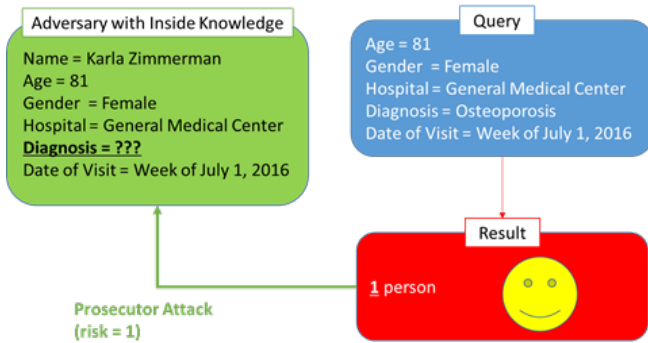 Adversary with Inside Knowledge
Name = Karla Zimmerman
Age = 81
Gender = Female
Hospital = General Medical Center
Diagnosis = ???
Date of Visit = Week of July 1, 2016
Query
Age = 81
Gender = Female
Hospital = General Medical Center
Diagnosis = Osteoporosis
Date of Visit = Week of July 1, 2016
Result
1 person
Prosecutor Attack
(risk = 1)